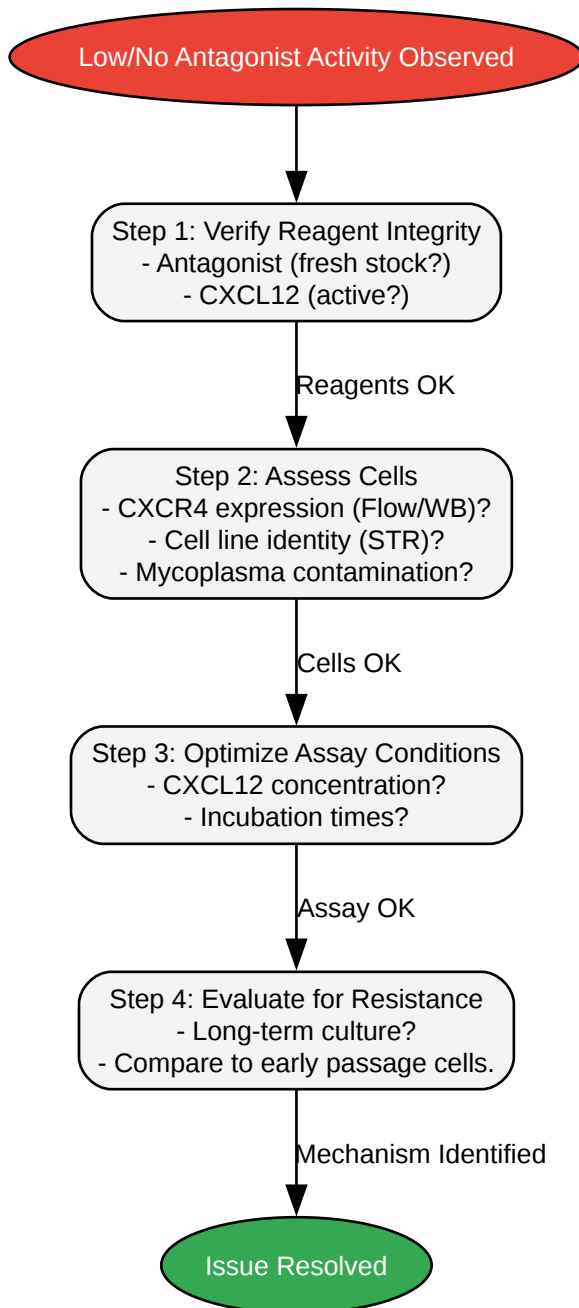 Low/No Antagonist Activity Observed
Step 1: Verify Reagent Integrity
- Antagonist (fresh stock?)
- CXCL12 (active?)
Reagents OK
Step 2: Assess Cells
- CXCR4 expression (Flow/WB)?
- Cell line identity (STR)?
- Mycoplasma contamination?
Cells OK
Step 3: Optimize Assay Conditions
- CXCL12 concentration?
- Incubation times?
Assay OK
Step 4: Evaluate for Resistance
- Long-term culture?
- Compare to early passage cells.
Mechanism Identified
Issue Resolved